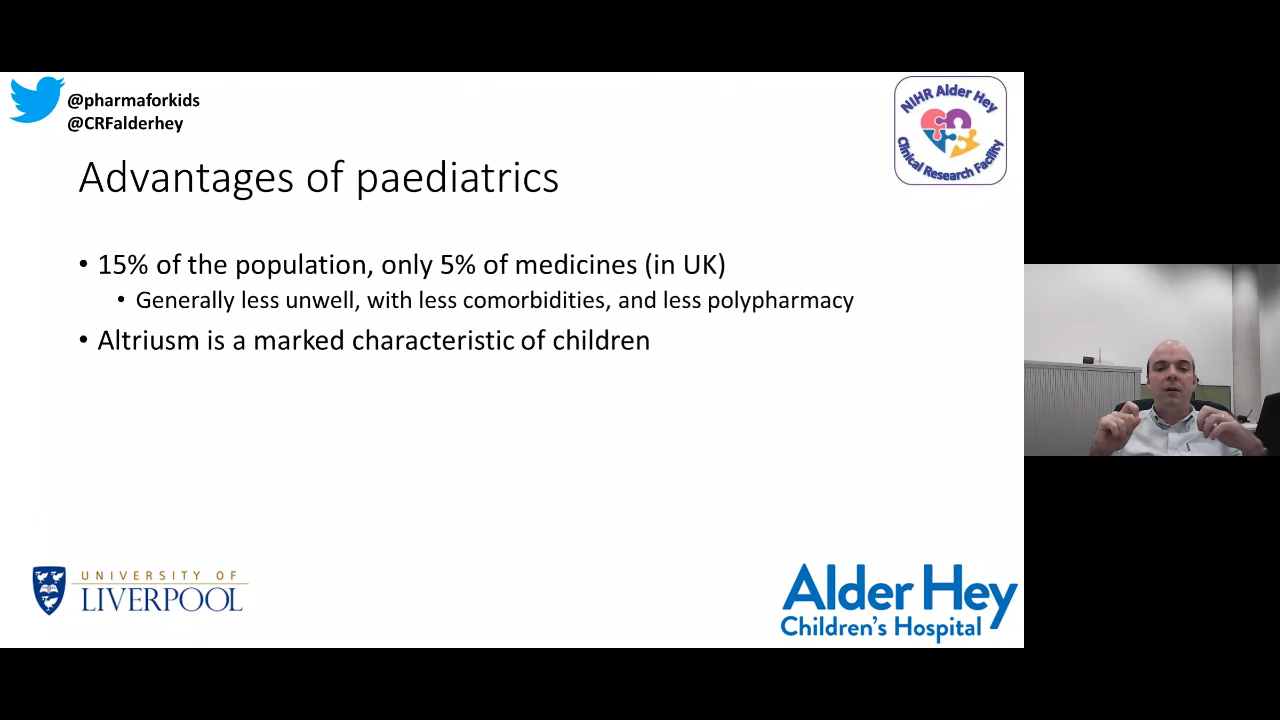 @pharmaforkids
@CRFalderhey
NIHR Alder Hey
Clinical Research Facility
Advantages of paediatrics
• 15% of the population, only 5% of medicines (in UK)
• Generally less unwell, with less comorbidities, and less polypharmacy
• Altriusm is a marked characteristic of children
UNIVERSITY OF
LIVERPOOL
Alder Hey
Children's Hospital